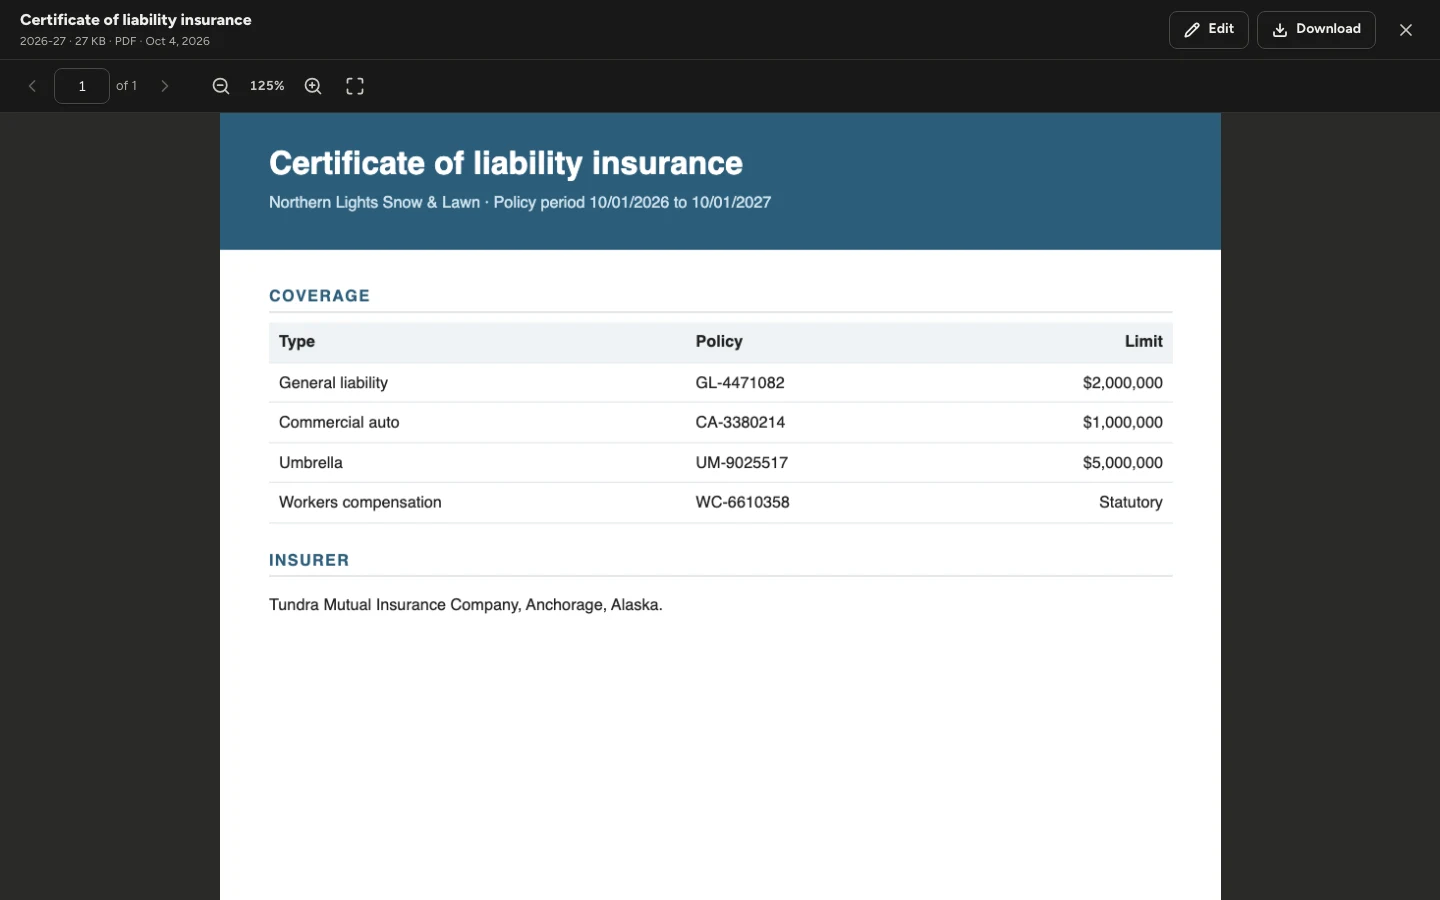 Certificate of liability insurance
2026-27 · 27 KB · PDF · Oct 4, 2026
Edit
Download
1 of 1
125%
Certificate of liability insurance
Northern Lights Snow & Lawn · Policy period 10/01/2026 to 10/01/2027
COVERAGE
Type Policy Limit
General liability GL-4471082 $2,000,000
Commercial auto CA-3380214 $1,000,000
Umbrella UM-9025517 $5,000,000
Workers compensation WC-6610358 Statutory
INSURER
Tundra Mutual Insurance Company, Anchorage, Alaska.